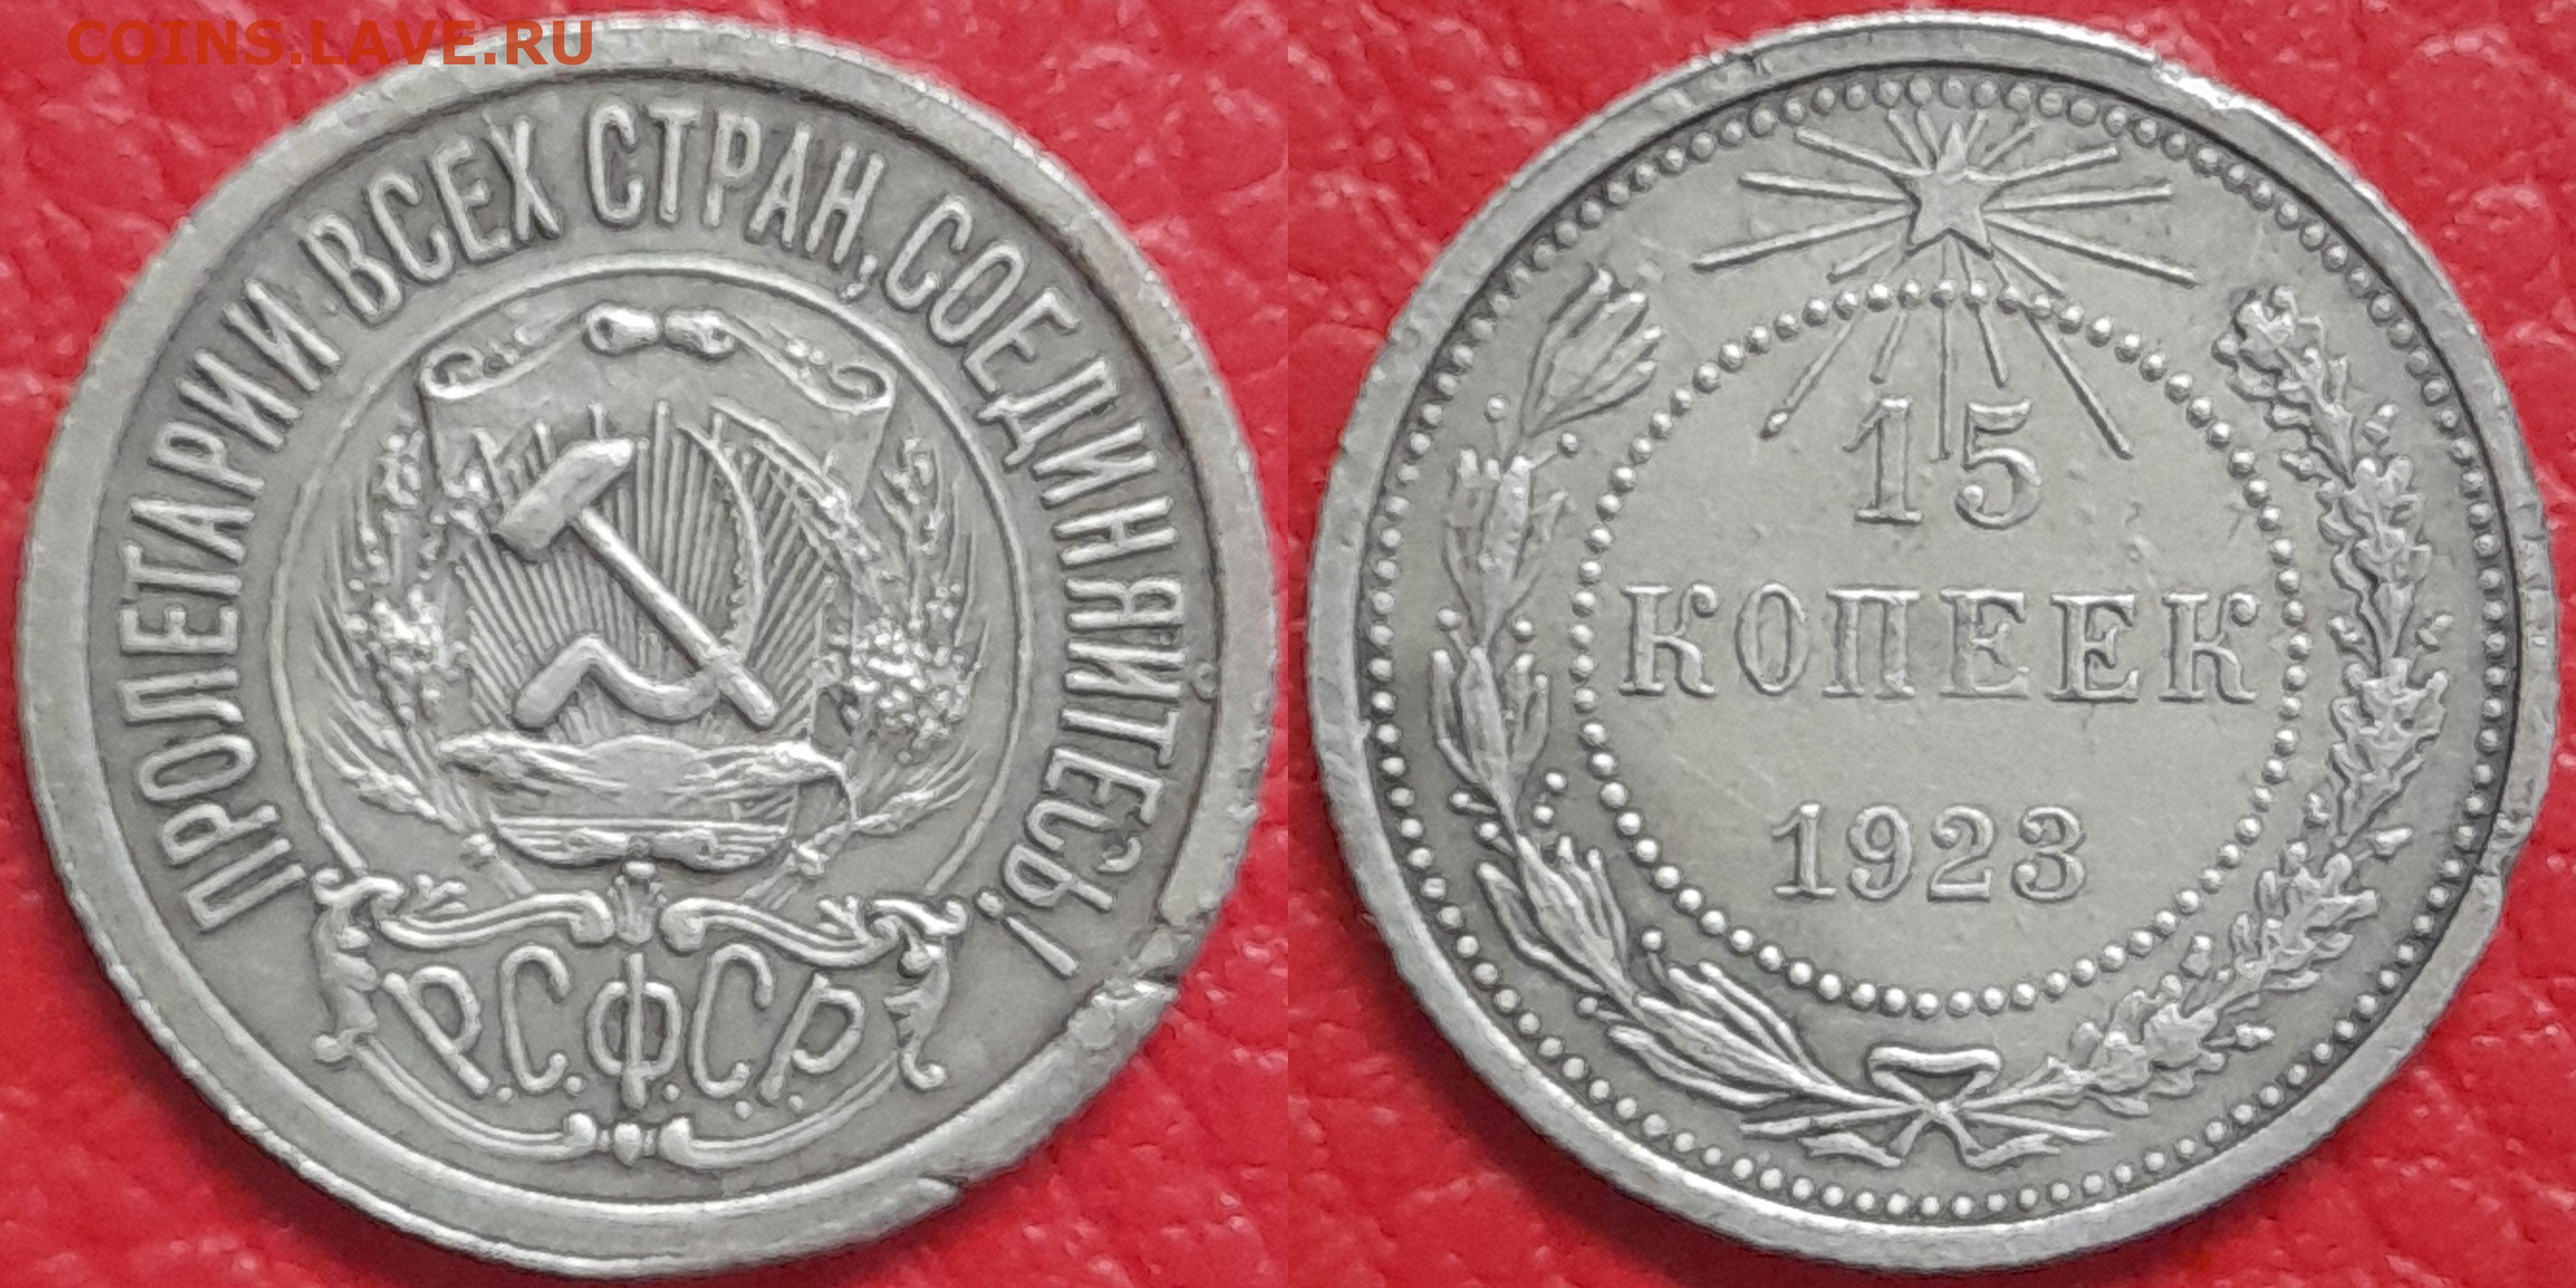 COINS.LAVE.RU
ПРОЛЕТАРИИ ВСЕХ СТРАН, СОЕДИНЯЙТЕСЬ!
Р.С.Ф.С.Р.
15
КОПЕЕК
1923